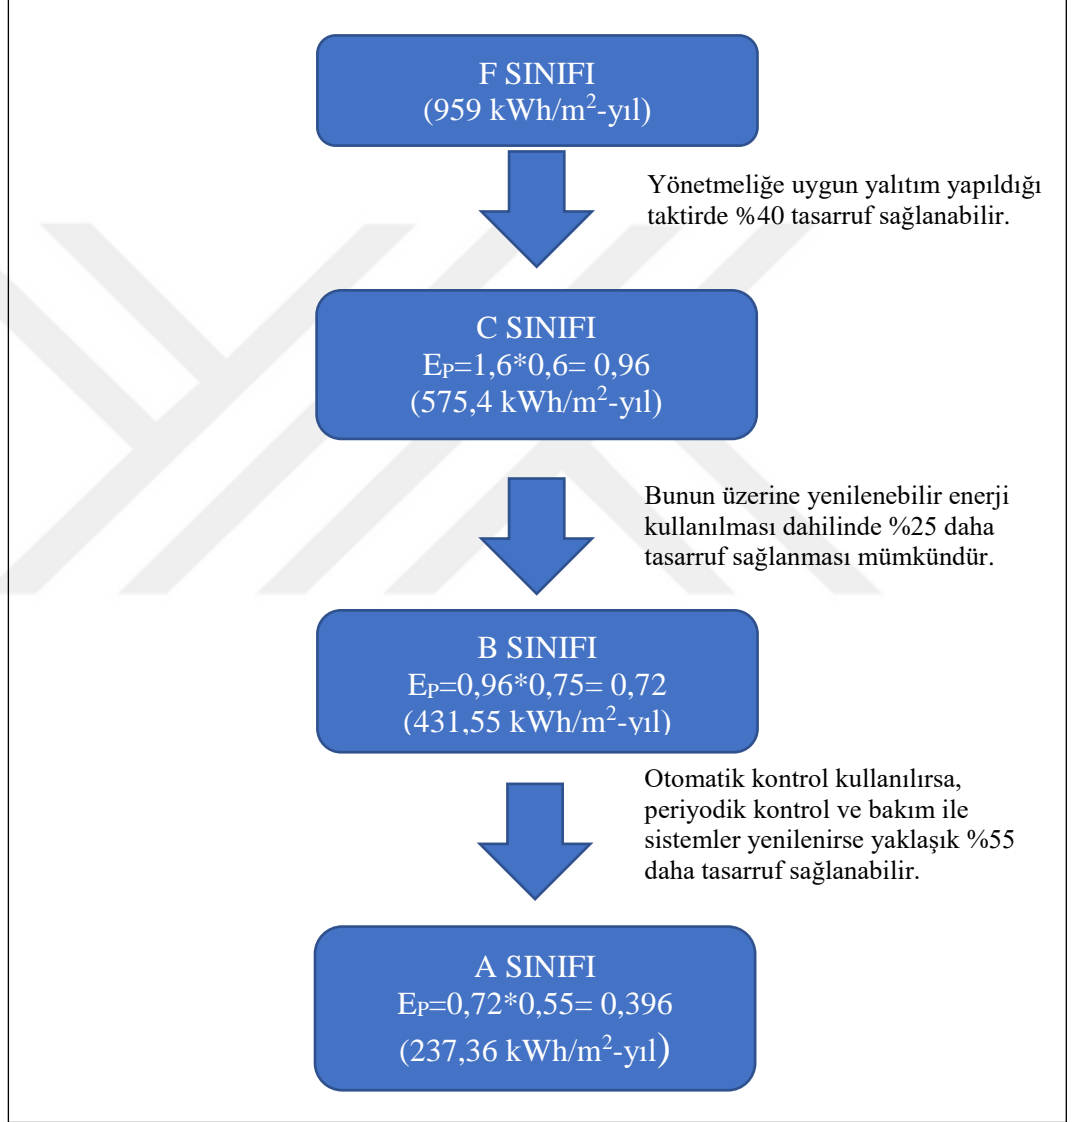 F SINIFI
(959 kWh/m²-yıl)
Yönetmeliğe uygun yalıtım yapıldığı
taktirde %40 tasarruf sağlanabilir.
C SINIFI
EP=1,6*0,6= 0,96
(575,4 kWh/m²-yıl)
Bunun üzerine yenilenebilir enerji
kullanılması dahilinde %25 daha
tasarruf sağlanması mümkündür.
B SINIFI
EP=0,96*0,75= 0,72
(431,55 kWh/m²-yıl)
Otomatik kontrol kullanılırsa,
periyodik kontrol ve bakım ile
sistemler yenilenirse yaklaşık %55
daha tasarruf sağlanabilir.
A SINIFI
EP=0,72*0,55= 0,396
(237,36 kWh/m²-yıl)